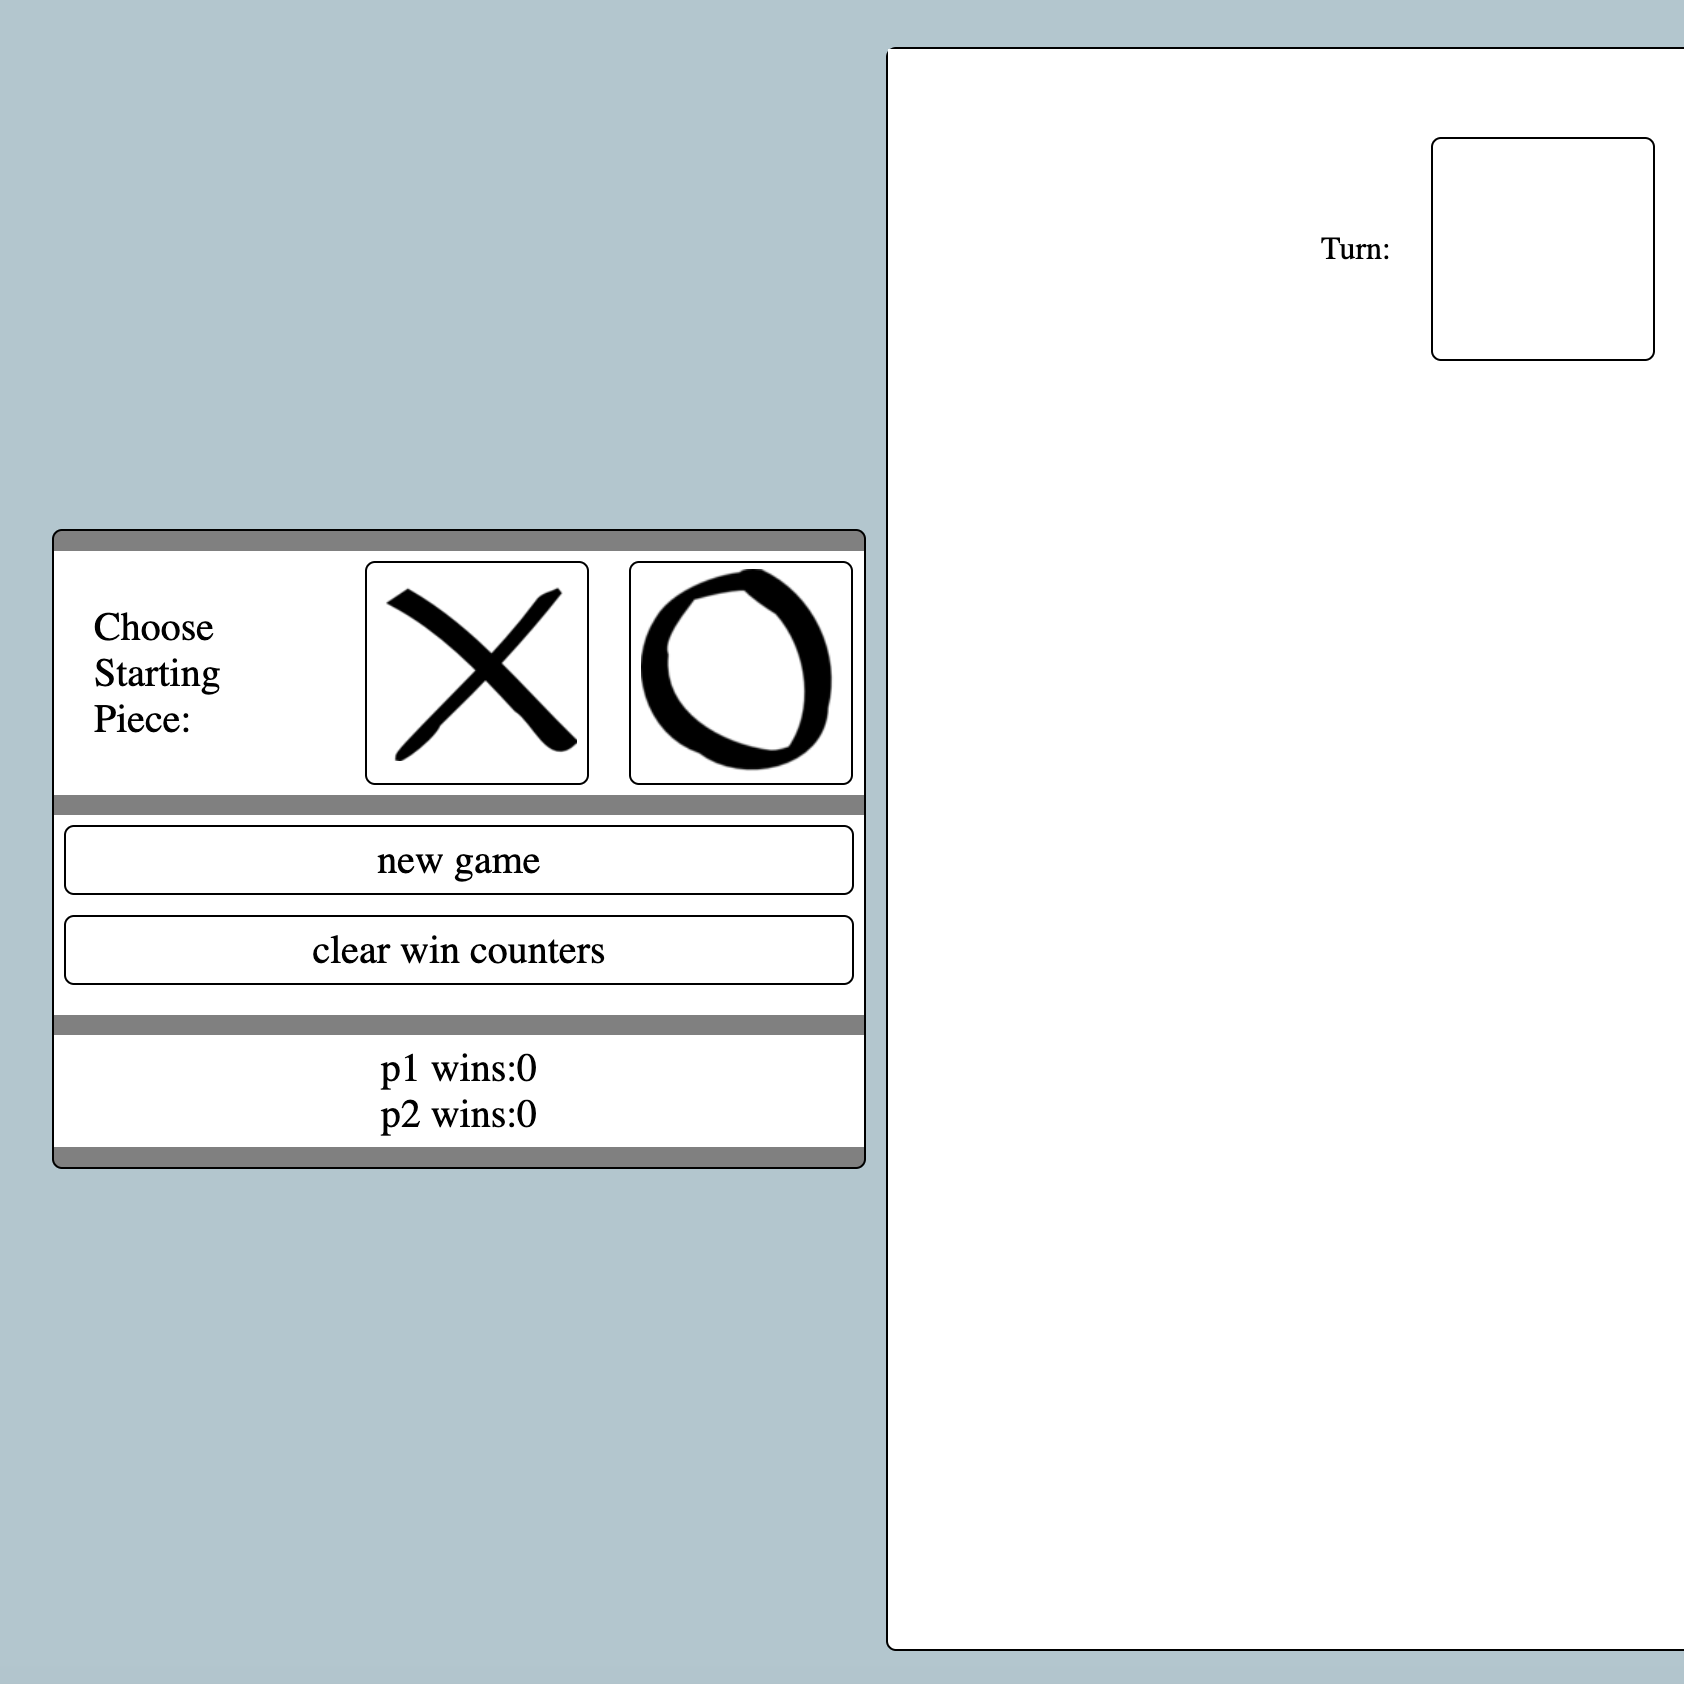 Turn:
Choose
Starting
Piece:
new game
clear win counters
p1 wins:0
p2 wins:0